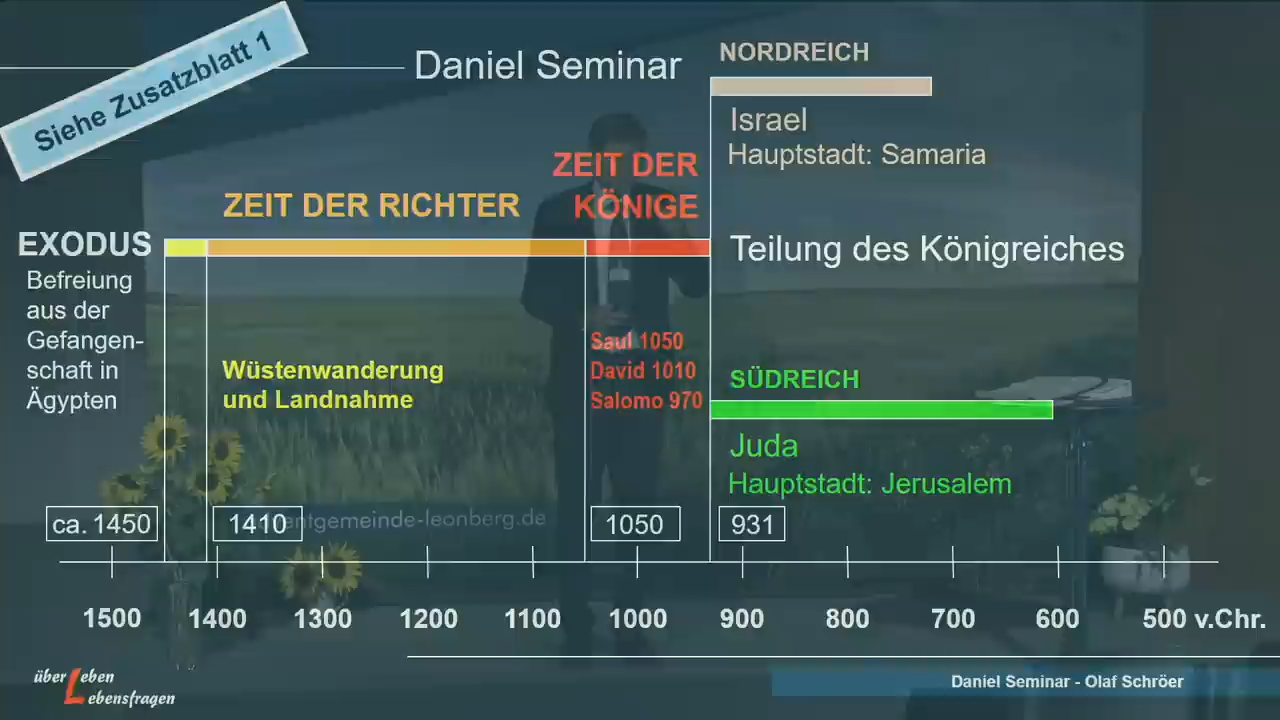 Siehe Zusatzblatt 1
Daniel Seminar
NORDREICH
Israel
Hauptstadt: Samaria
ZEIT DER RICHTER
ZEIT DER
KÖNIGE
EXODUS
Befreiung
aus der
Gefangen-
schaft in
Ägypten
Teilung des Königreiches
Wüstenwanderung
und Landnahme
Saul 1050
David 1010
Salomo 970
SÜDREICH
Juda
Hauptstadt: Jerusalem
ca. 1450
1410
entgemeinde-leonberg.de
1050
931
1500 1400 1300 1200 1100 1000 900 800 700 600 500 v.Chr.
über Leben
Lebensfragen
Daniel Seminar - Olaf Schröer